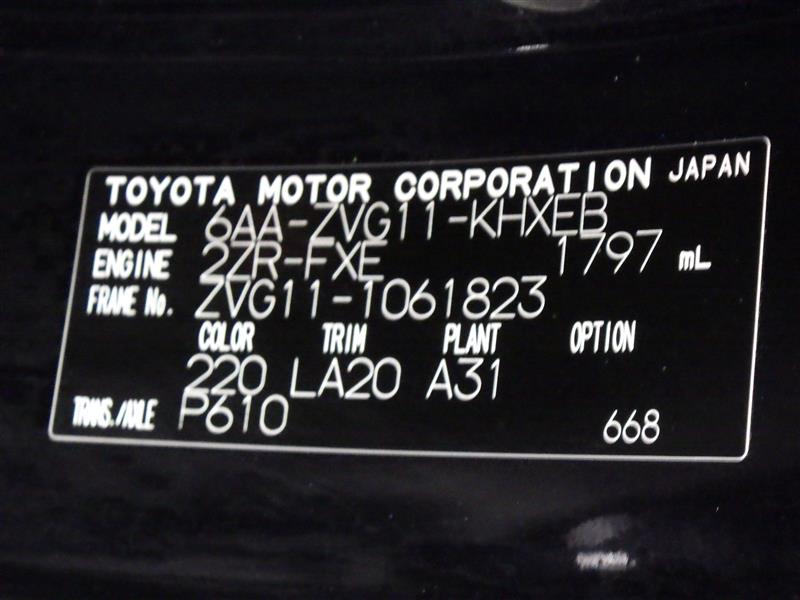 TOYOTA MOTOR CORPORATION JAPAN
MODEL 6AA-ZVG11-KHXEB
ENGINE 2ZR-FXE 1797 mL
FRAME No. ZVG11-1061823
COLOR TRIM PLANT OPTION
220 LA20 A31
TRANS./AXLE P610 668